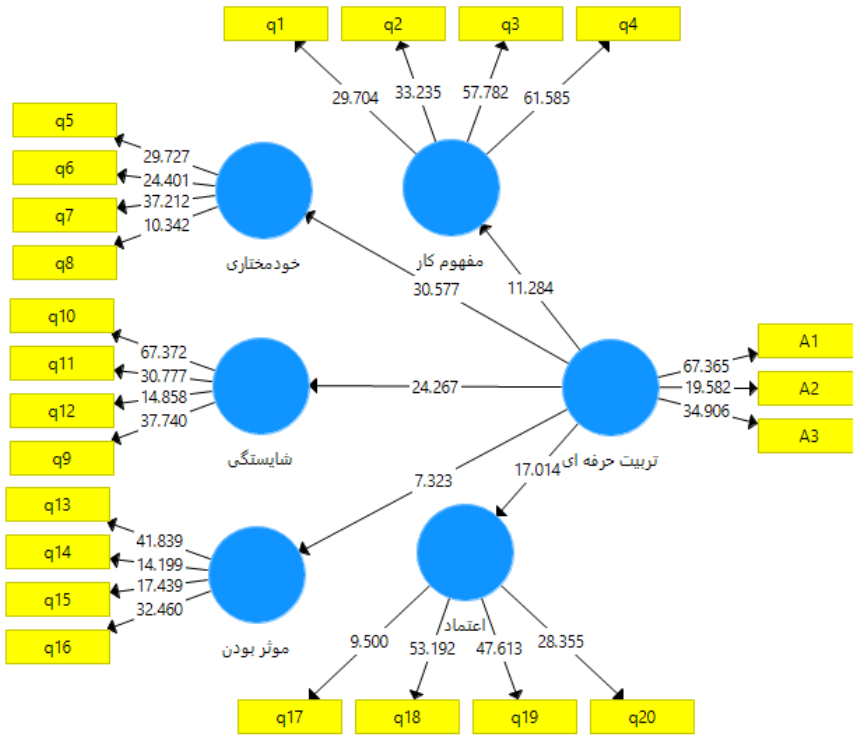 q1
q2
q3
q4
29.704
33.235
57.782
61.585
q5
q6
q7
q8
29.727
24.401
37.212
10.342
خودمختاری
مفهوم کار
30.577
11.284
q10
q11
q12
q9
67.372
30.777
14.858
37.740
شایستگی
24.267
A1
A2
A3
67.365
19.582
34.906
تربیت حرفه ای
7.323
17.014
q13
q14
q15
q16
41.839
14.199
17.439
32.460
موثر بودن
اعتماد
9.500
53.192
47.613
28.355
q17
q18
q19
q20